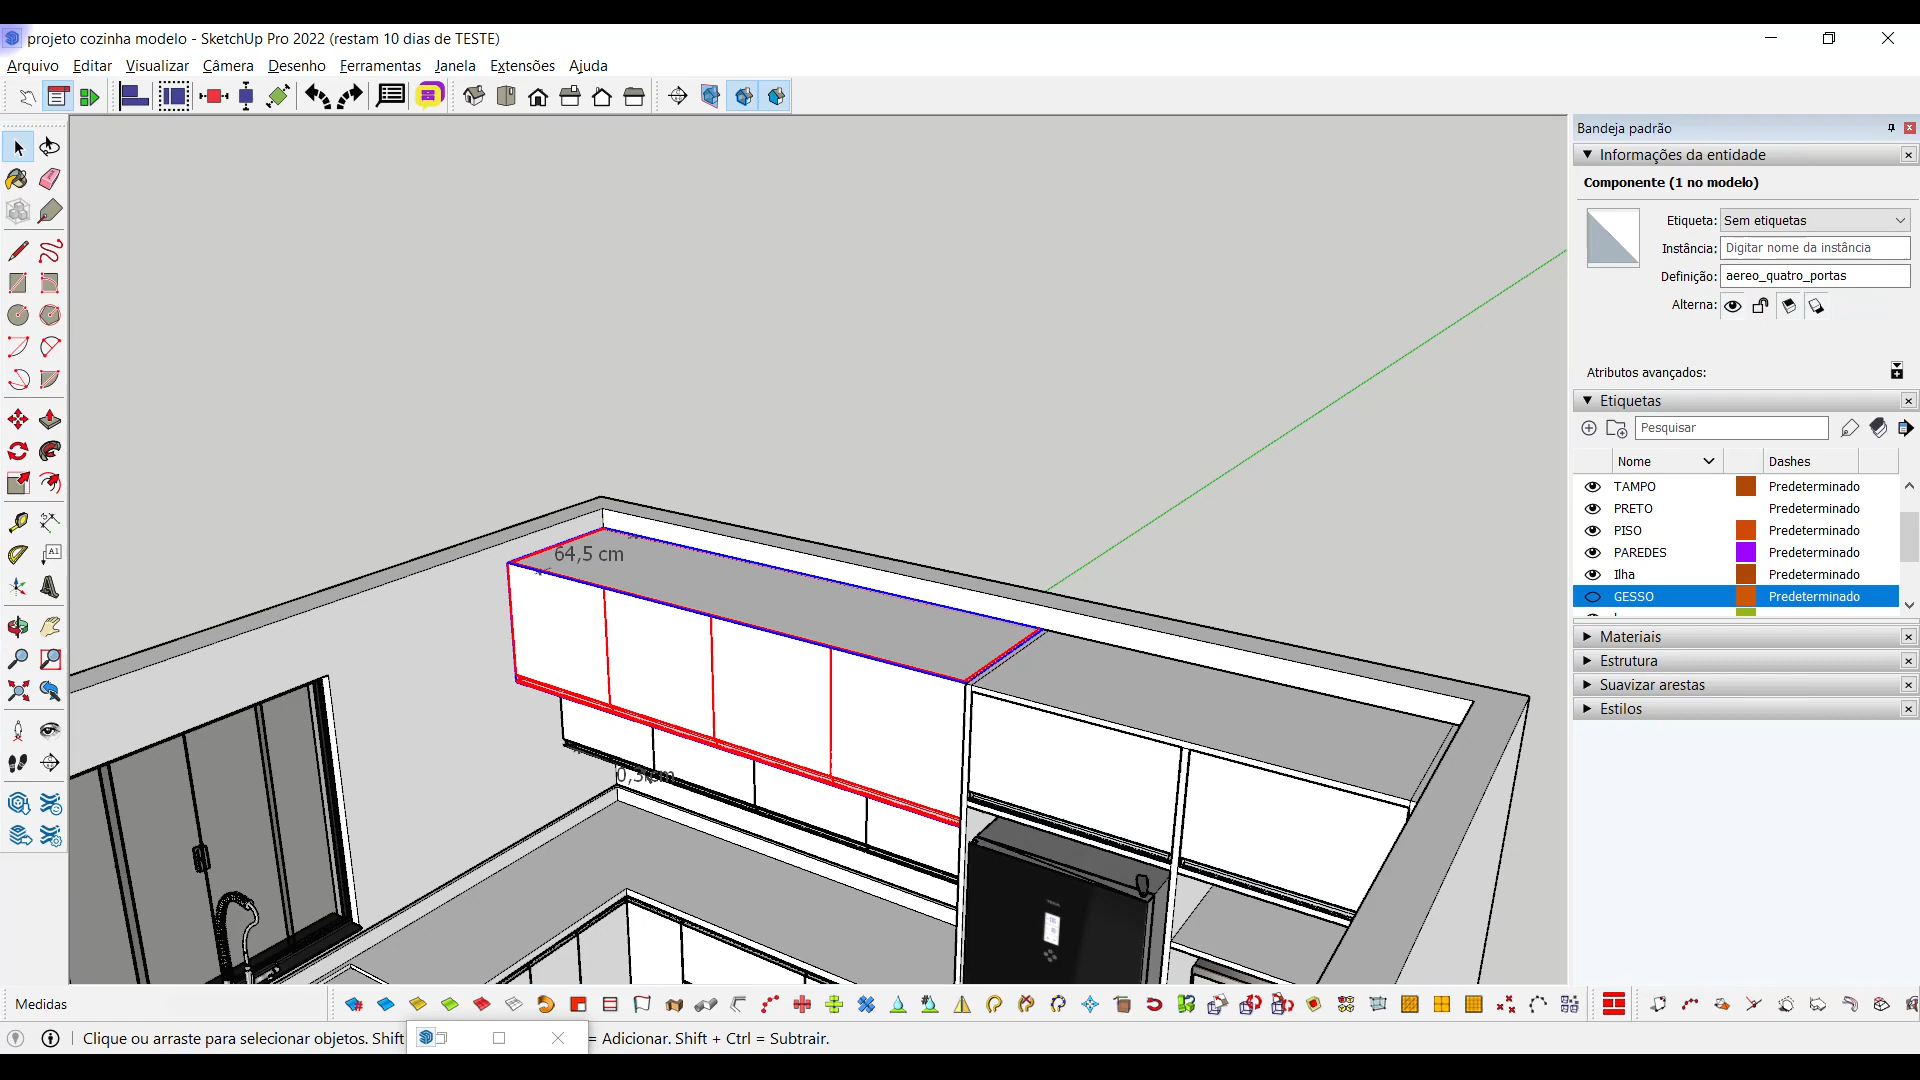 projeto cozinha modelo - SketchUp Pro 2022 (restam 10 dias de TESTE)
Arquivo Editar Visualizar Câmera Desenho Ferramentas Janela Extensões Ajuda
Bandeja padrão
Informações da entidade
Componente (1 no modelo)
Etiqueta: Sem etiquetas
Instância: Digitar nome da instância
Definição: aereo_quatro_portas
Alterna:
Atributos avançados:
Etiquetas
Pesquisar
Nome Dashes
TAMPO Predeterminado
PRETO Predeterminado
PISO Predeterminado
PAREDES Predeterminado
Ilha Predeterminado
GESSO Predeterminado
Materiais
Estrutura
Suavizar arestas
Estilos
A1
64,5 cm
Medidas
Clique ou arraste para selecionar objetos. Shift
= Adicionar. Shift + Ctrl = Subtrair.